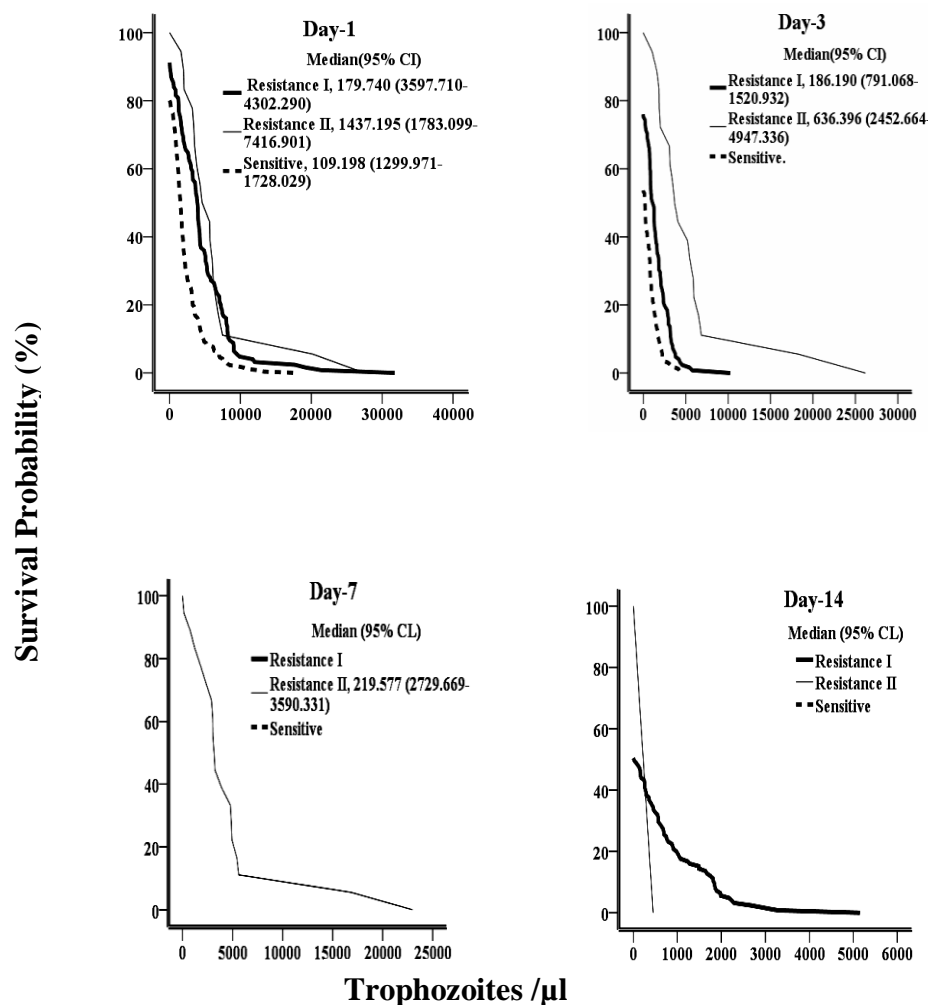 Survival Probability (%)
Day-1
Median(95% CI)
Resistance I, 179.740 (3597.710-
4302.290)
Resistance II, 1437.195 (1783.099-
7416.901)
Sensitive, 109.198 (1299.971-
1728.029)
100
80
60
40
20
0
0 10000 20000 30000 40000
Day-3
Median(95% CI)
Resistance I, 186.190 (791.068-
1520.932)
Resistance II, 636.396 (2452.664-
4947.336)
Sensitive.
100
80
60
40
20
0
0 5000 10000 15000 20000 25000 30000
Day-7
Median (95% CL)
Resistance I
Resistance II, 219.577 (2729.669-
3590.331)
Sensitive
100
80
60
40
20
0
0 5000 10000 15000 20000 25000
Day-14
Median (95% CL)
Resistance I
Resistance II
Sensitive
100
80
60
40
20
0
0 1000 2000 3000 4000 5000 6000
Trophozoites /µl